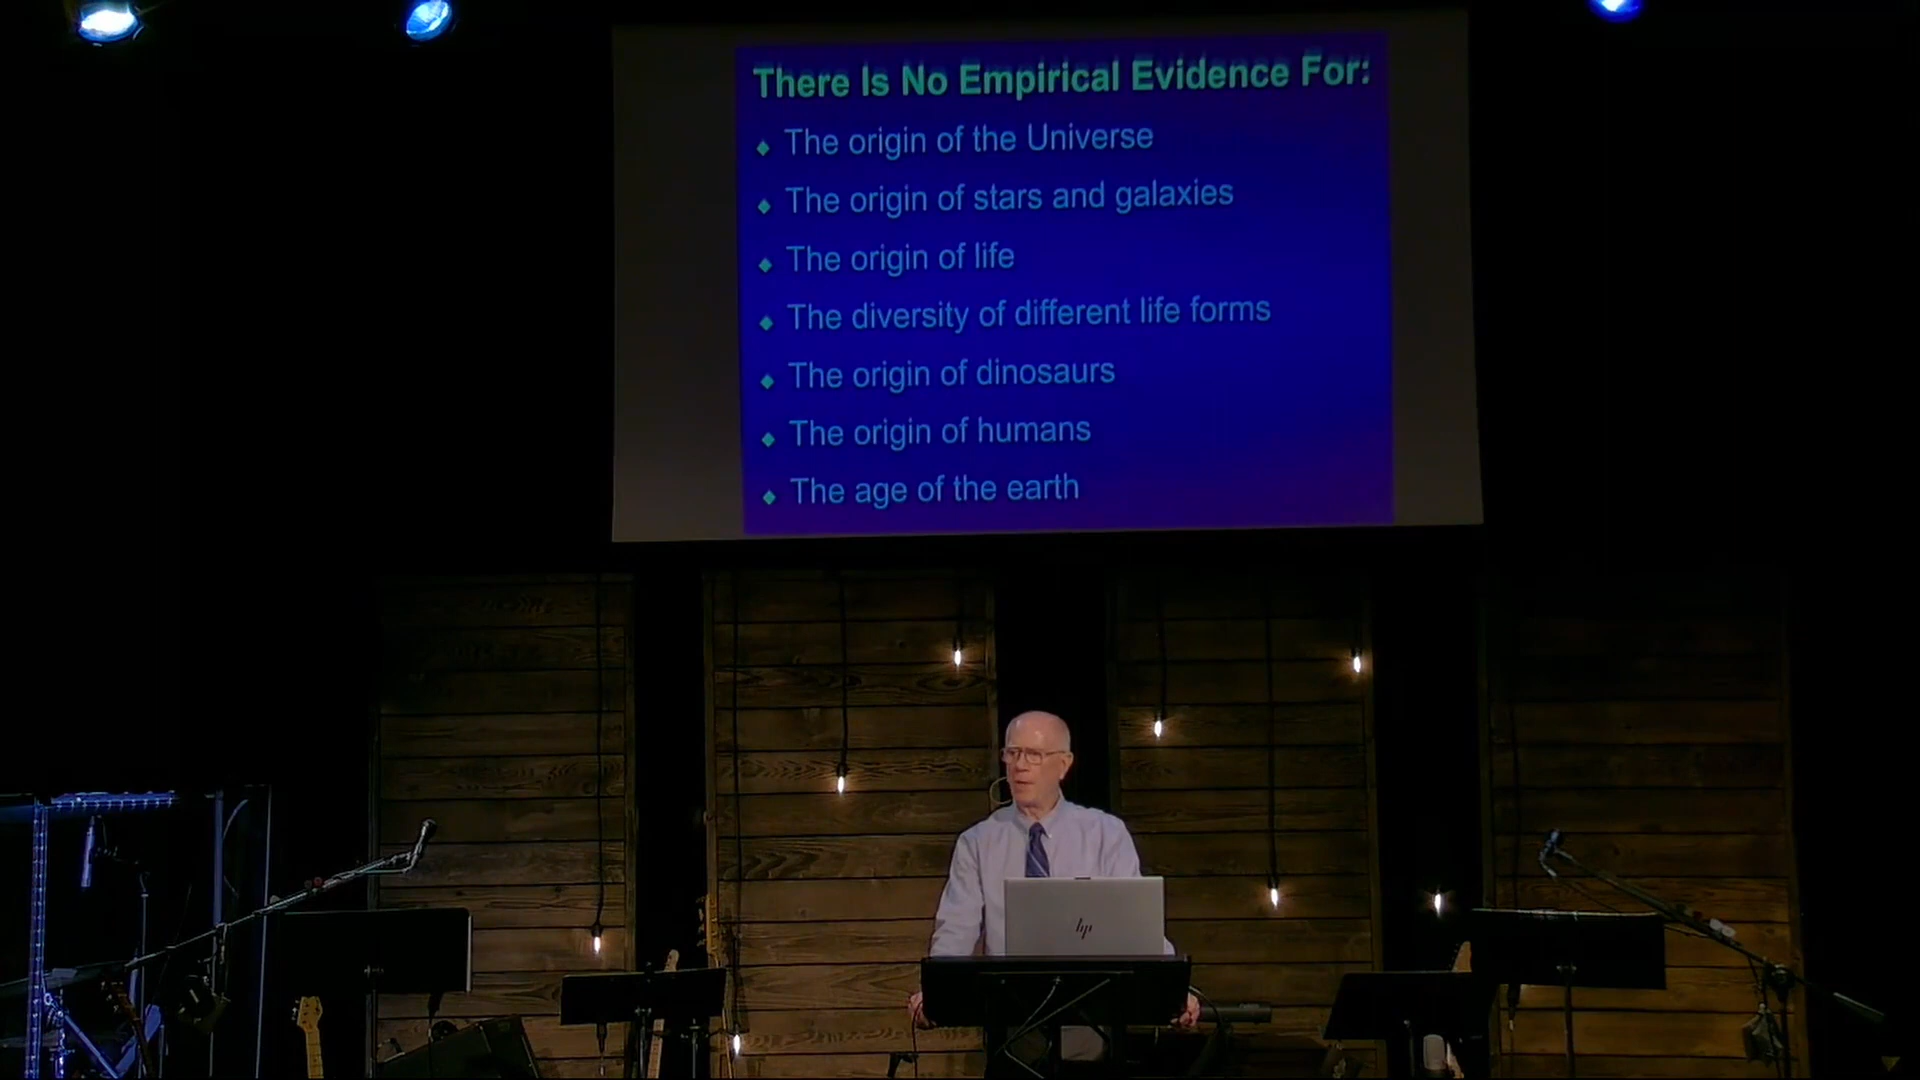 There Is No Empirical Evidence For:
The origin of the Universe
The origin of stars and galaxies
The origin of life
The diversity of different life forms
The origin of dinosaurs
The origin of humans
The age of the earth
hp